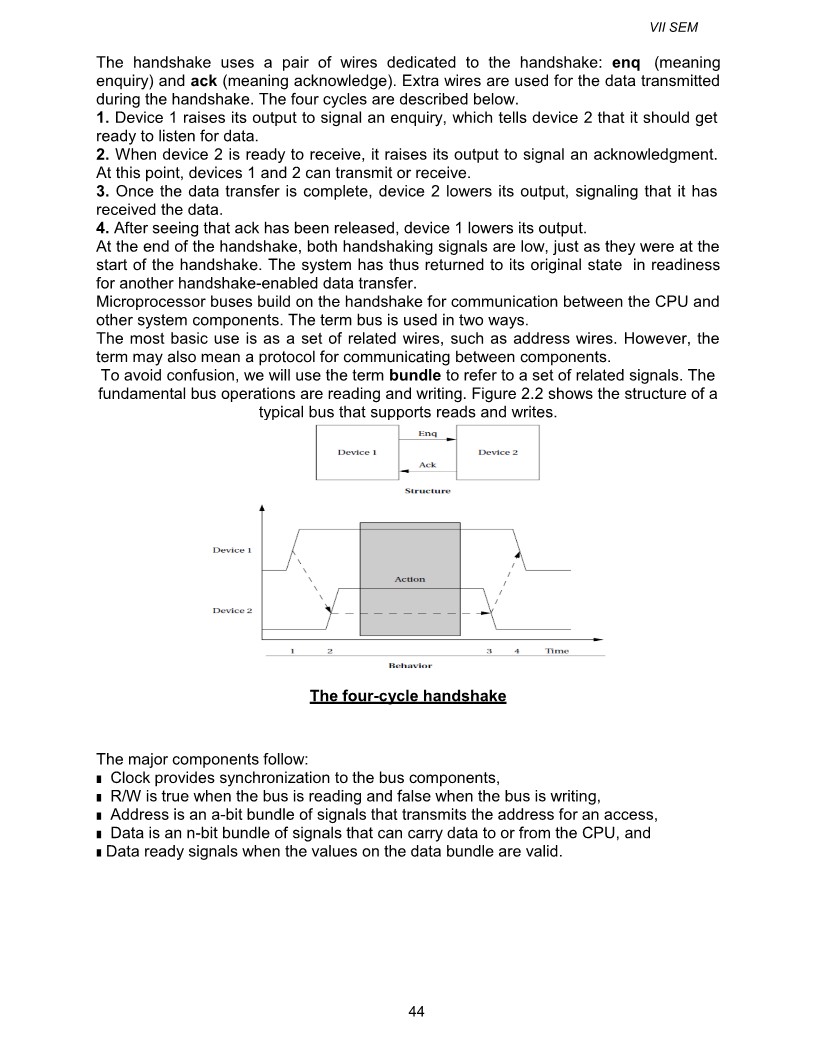 VII SEM
The handshake uses a pair of wires dedicated to the handshake: enq (meaning
enquiry) and ack (meaning acknowledge). Extra wires are used for the data transmitted
during the handshake. The four cycles are described below.
1. Device 1 raises its output to signal an enquiry, which tells device 2 that it should get
ready to listen for data.
2. When device 2 is ready to receive, it raises its output to signal an acknowledgment.
At this point, devices 1 and 2 can transmit or receive.
3. Once the data transfer is complete, device 2 lowers its output, signaling that it has
received the data.
4. After seeing that ack has been released, device 1 lowers its output.
At the end of the handshake, both handshaking signals are low, just as they were at the
start of the handshake. The system has thus returned to its original state in readiness
for another handshake-enabled data transfer.
Microprocessor buses build on the handshake for communication between the CPU and
other system components. The term bus is used in two ways.
The most basic use is as a set of related wires, such as address wires. However, the
term may also mean a protocol for communicating between components.
To avoid confusion, we will use the term bundle to refer to a set of related signals. The
fundamental bus operations are reading and writing. Figure 2.2 shows the structure of a
typical bus that supports reads and writes.
Enq
Device 1 Device 2
Ack
Structure
Device 1
Action
Device 2
1 2 3 4 Time
Behavior
The four-cycle handshake
The major components follow:
∎ Clock provides synchronization to the bus components,
∎ R/W is true when the bus is reading and false when the bus is writing,
∎ Address is an a-bit bundle of signals that transmits the address for an access,
∎ Data is an n-bit bundle of signals that can carry data to or from the CPU, and
∎ Data ready signals when the values on the data bundle are valid.
44